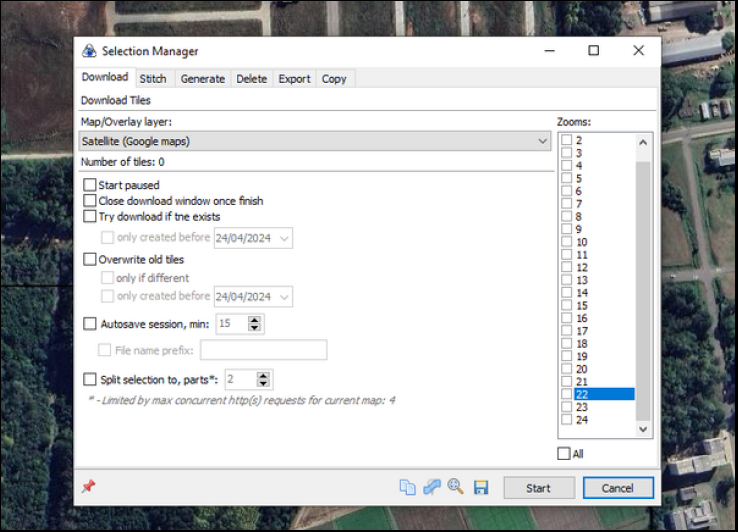 Selection Manager
Download Stitch Generate Delete Export Copy
Download Tiles
Map/Overlay layer:
Satellite (Google maps)
Number of tiles: 0
Start paused
Close download window once finish
Try download if tne exists
only created before 24/04/2024
Overwrite old tiles
only if different
only created before 24/04/2024
Autosave session, min: 15
File name prefix:
Split selection to, parts*: 2
* - Limited by max concurrent http(s) requests for current map: 4
Zooms:
2
3
4
5
6
7
8
9
10
11
12
13
14
15
16
17
18
19
20
21
22
23
24
All
Start Cancel